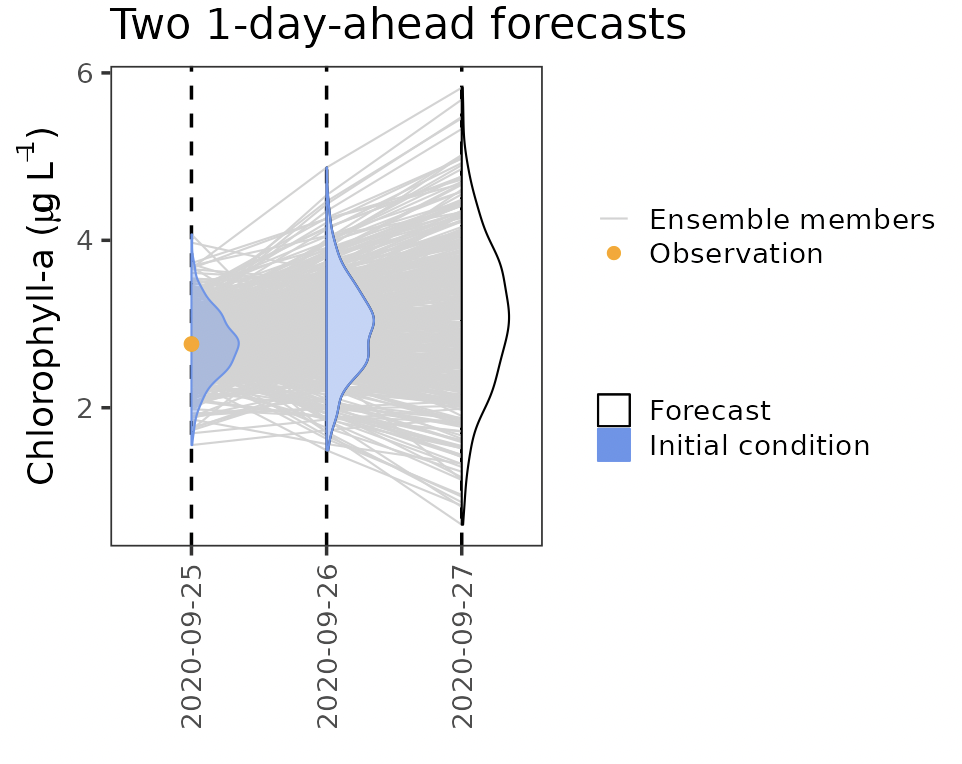 Two 1-day-ahead forecasts
Chlorophyll-a (μg L⁻¹)
6
4
2
2020-09-25
2020-09-26
2020-09-27
Ensemble members
Observation
Forecast
Initial condition